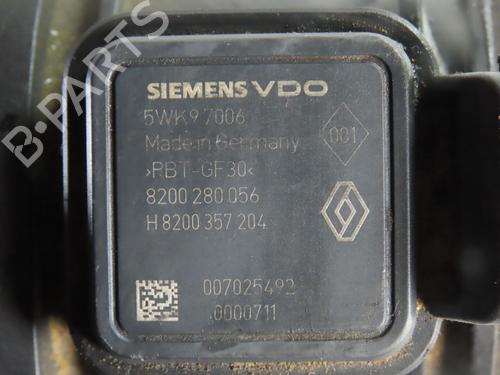 B-PARTS
SIEMENS VDO
5WK9 7006
Made in Germany
001
›PBT-GF30‹
8200 280 056
H 8200 357 204
007025492
0000711